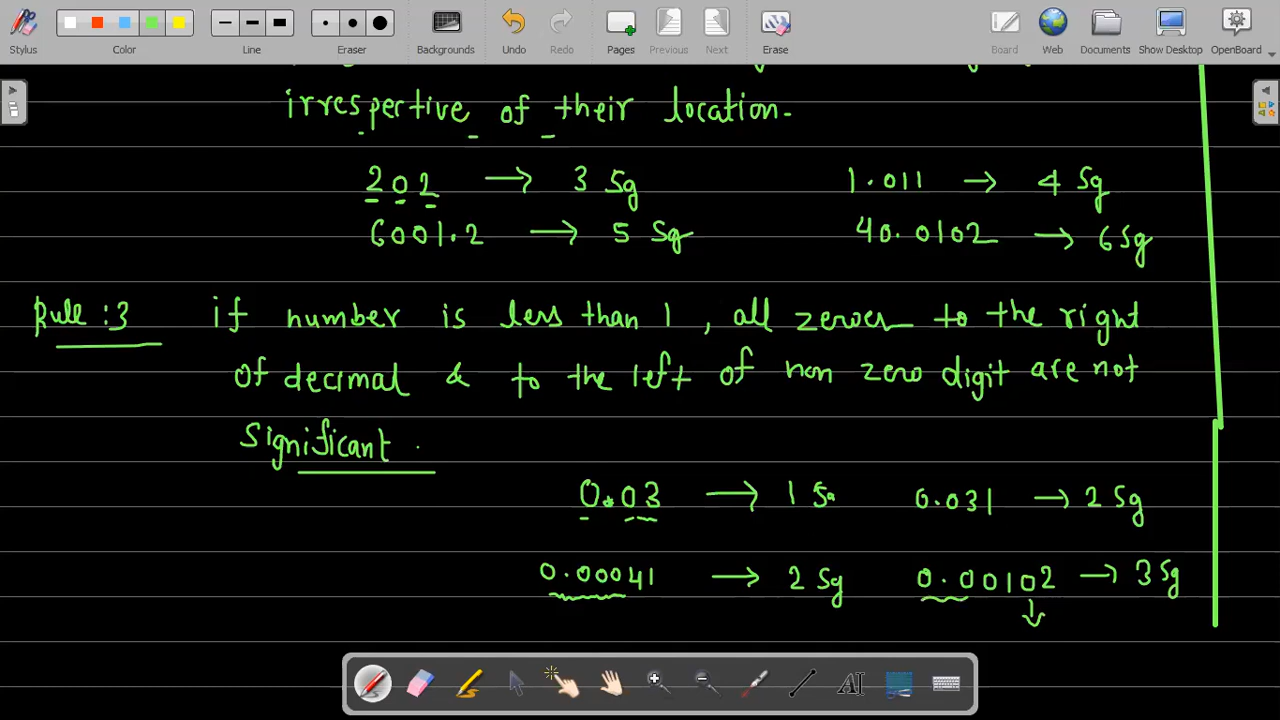 Stylus
Color
Line
Eraser
Backgrounds
Undo
Redo
Pages
Previous
Next
Erase
Board
Web
Documents
Show Desktop
OpenBoard
irrespective of their location.
202 → 3 Sg
1.011 → 4 Sg
6001.2 → 5 Sg
40.0102 → 6 Sg
Rule :3 if number is less than 1, all zeroes to the right
of decimal & to the left of non zero digit are not
Significant .
0.03 → 1 Sg
0.031 → 2 Sg
0.00041 → 2 Sg
0.00102 → 3 Sg
AI